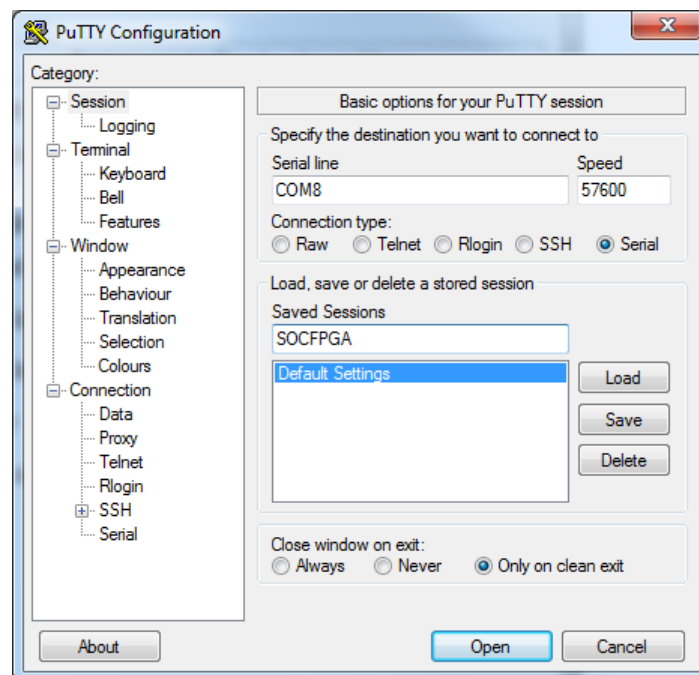 PuTTY Configuration
Category:
Session
Logging
Terminal
Keyboard
Bell
Features
Window
Appearance
Behaviour
Translation
Selection
Colours
Connection
Data
Proxy
Telnet
Rlogin
SSH
Serial
Basic options for your PuTTY session
Specify the destination you want to connect to
Serial line Speed
COM8 57600
Connection type:
Raw Telnet Rlogin SSH Serial
Load, save or delete a stored session
Saved Sessions
SOCFPGA
Default Settings
Load
Save
Delete
Close window on exit:
Always Never Only on clean exit
About Open Cancel